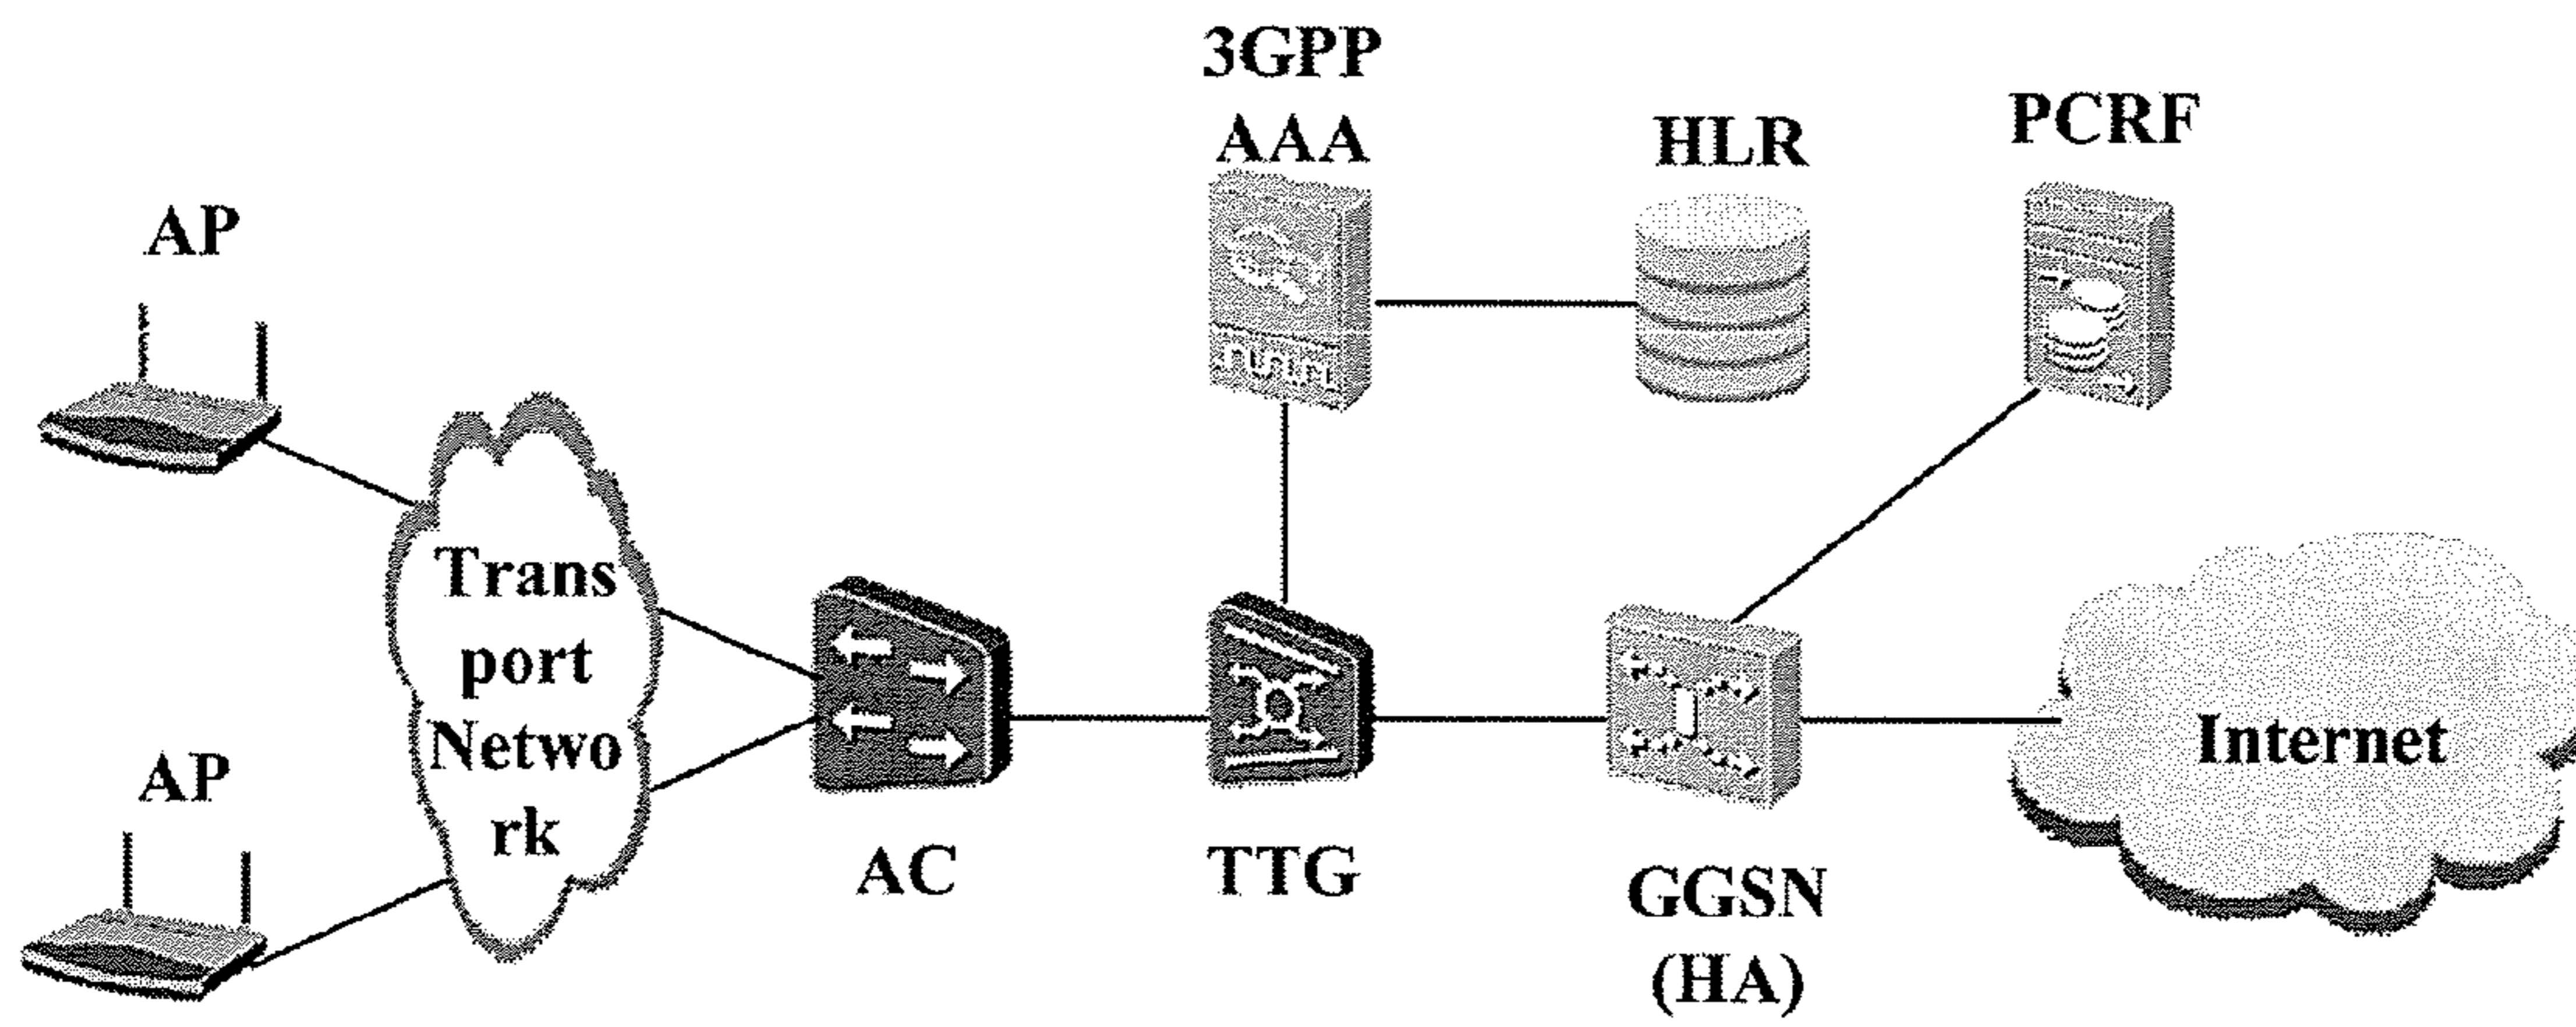 3GPP
AAA
HLR
PCRF
AP
Trans
port
Netwo
rk
Internet
AP
AC
TTG
GGSN
(HA)